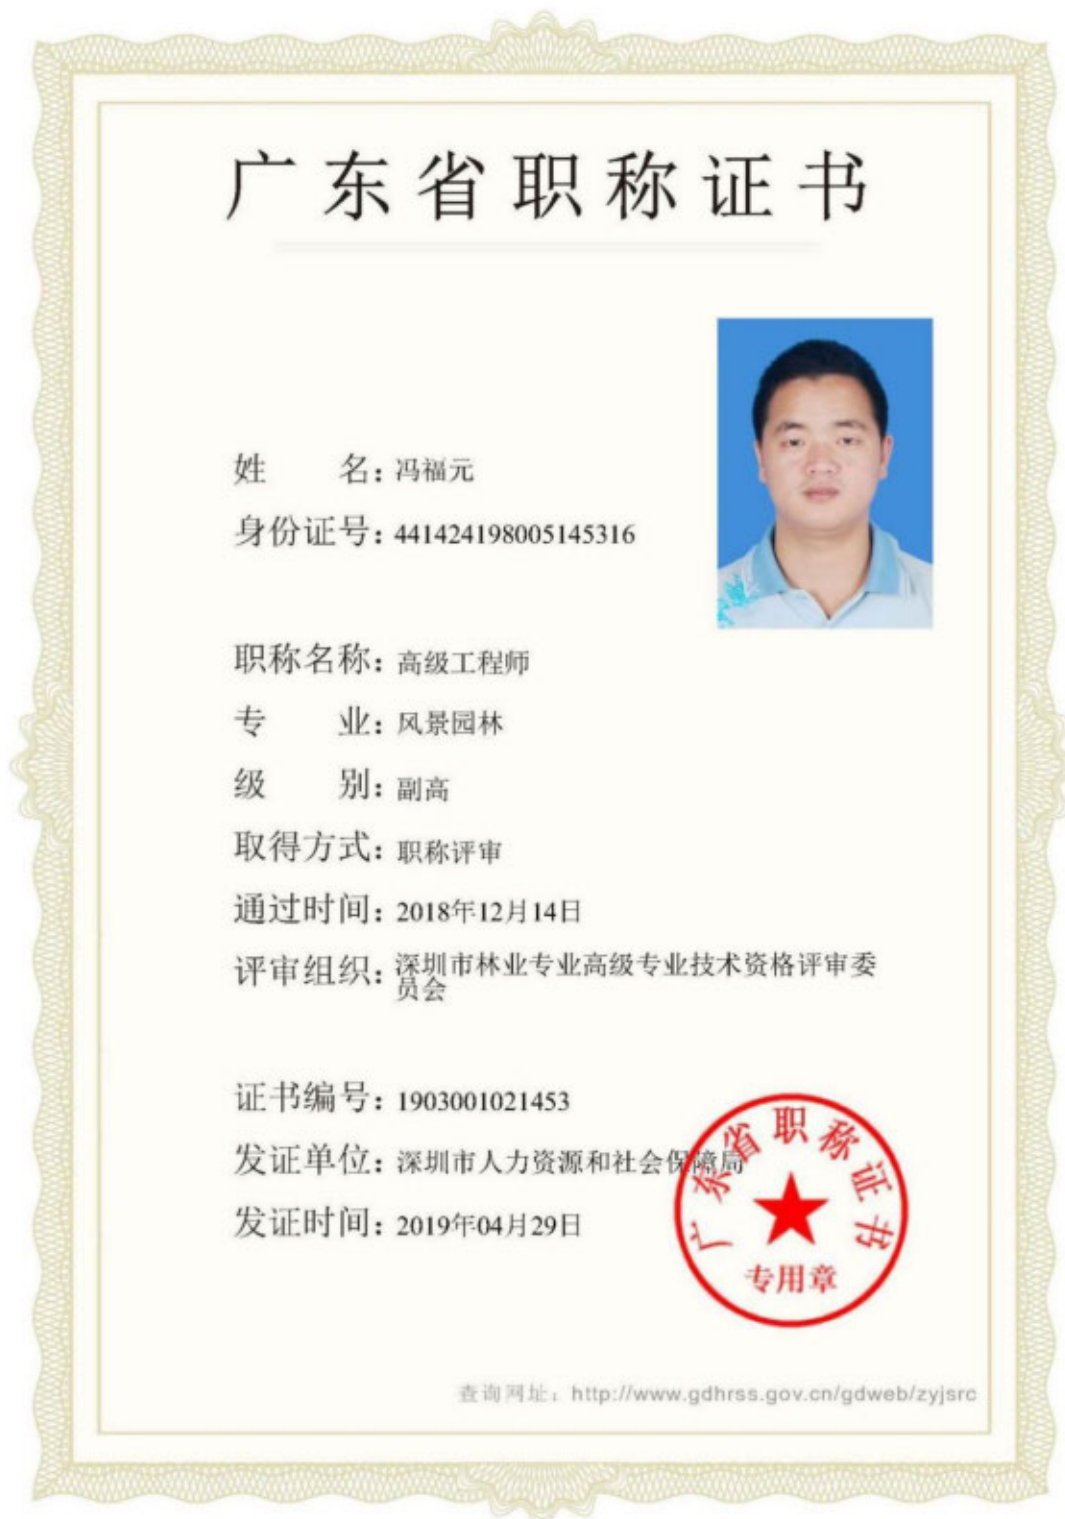 广东省职称证书
姓 名：冯福元
身份证号：441424198005145316
职称名称：高级工程师
专 业：风景园林
级 别：副高
取得方式：职称评审
通过时间：2018年12月14日
评审组织：深圳市林业专业高级专业技术资格评审委
员会
证书编号：1903001021453
发证单位：深圳市人力资源和社会保障局
发证时间：2019年04月29日
广东省职称证书
专用章
查询网址：http://www.gdhrss.gov.cn/gdweb/zyjsrc